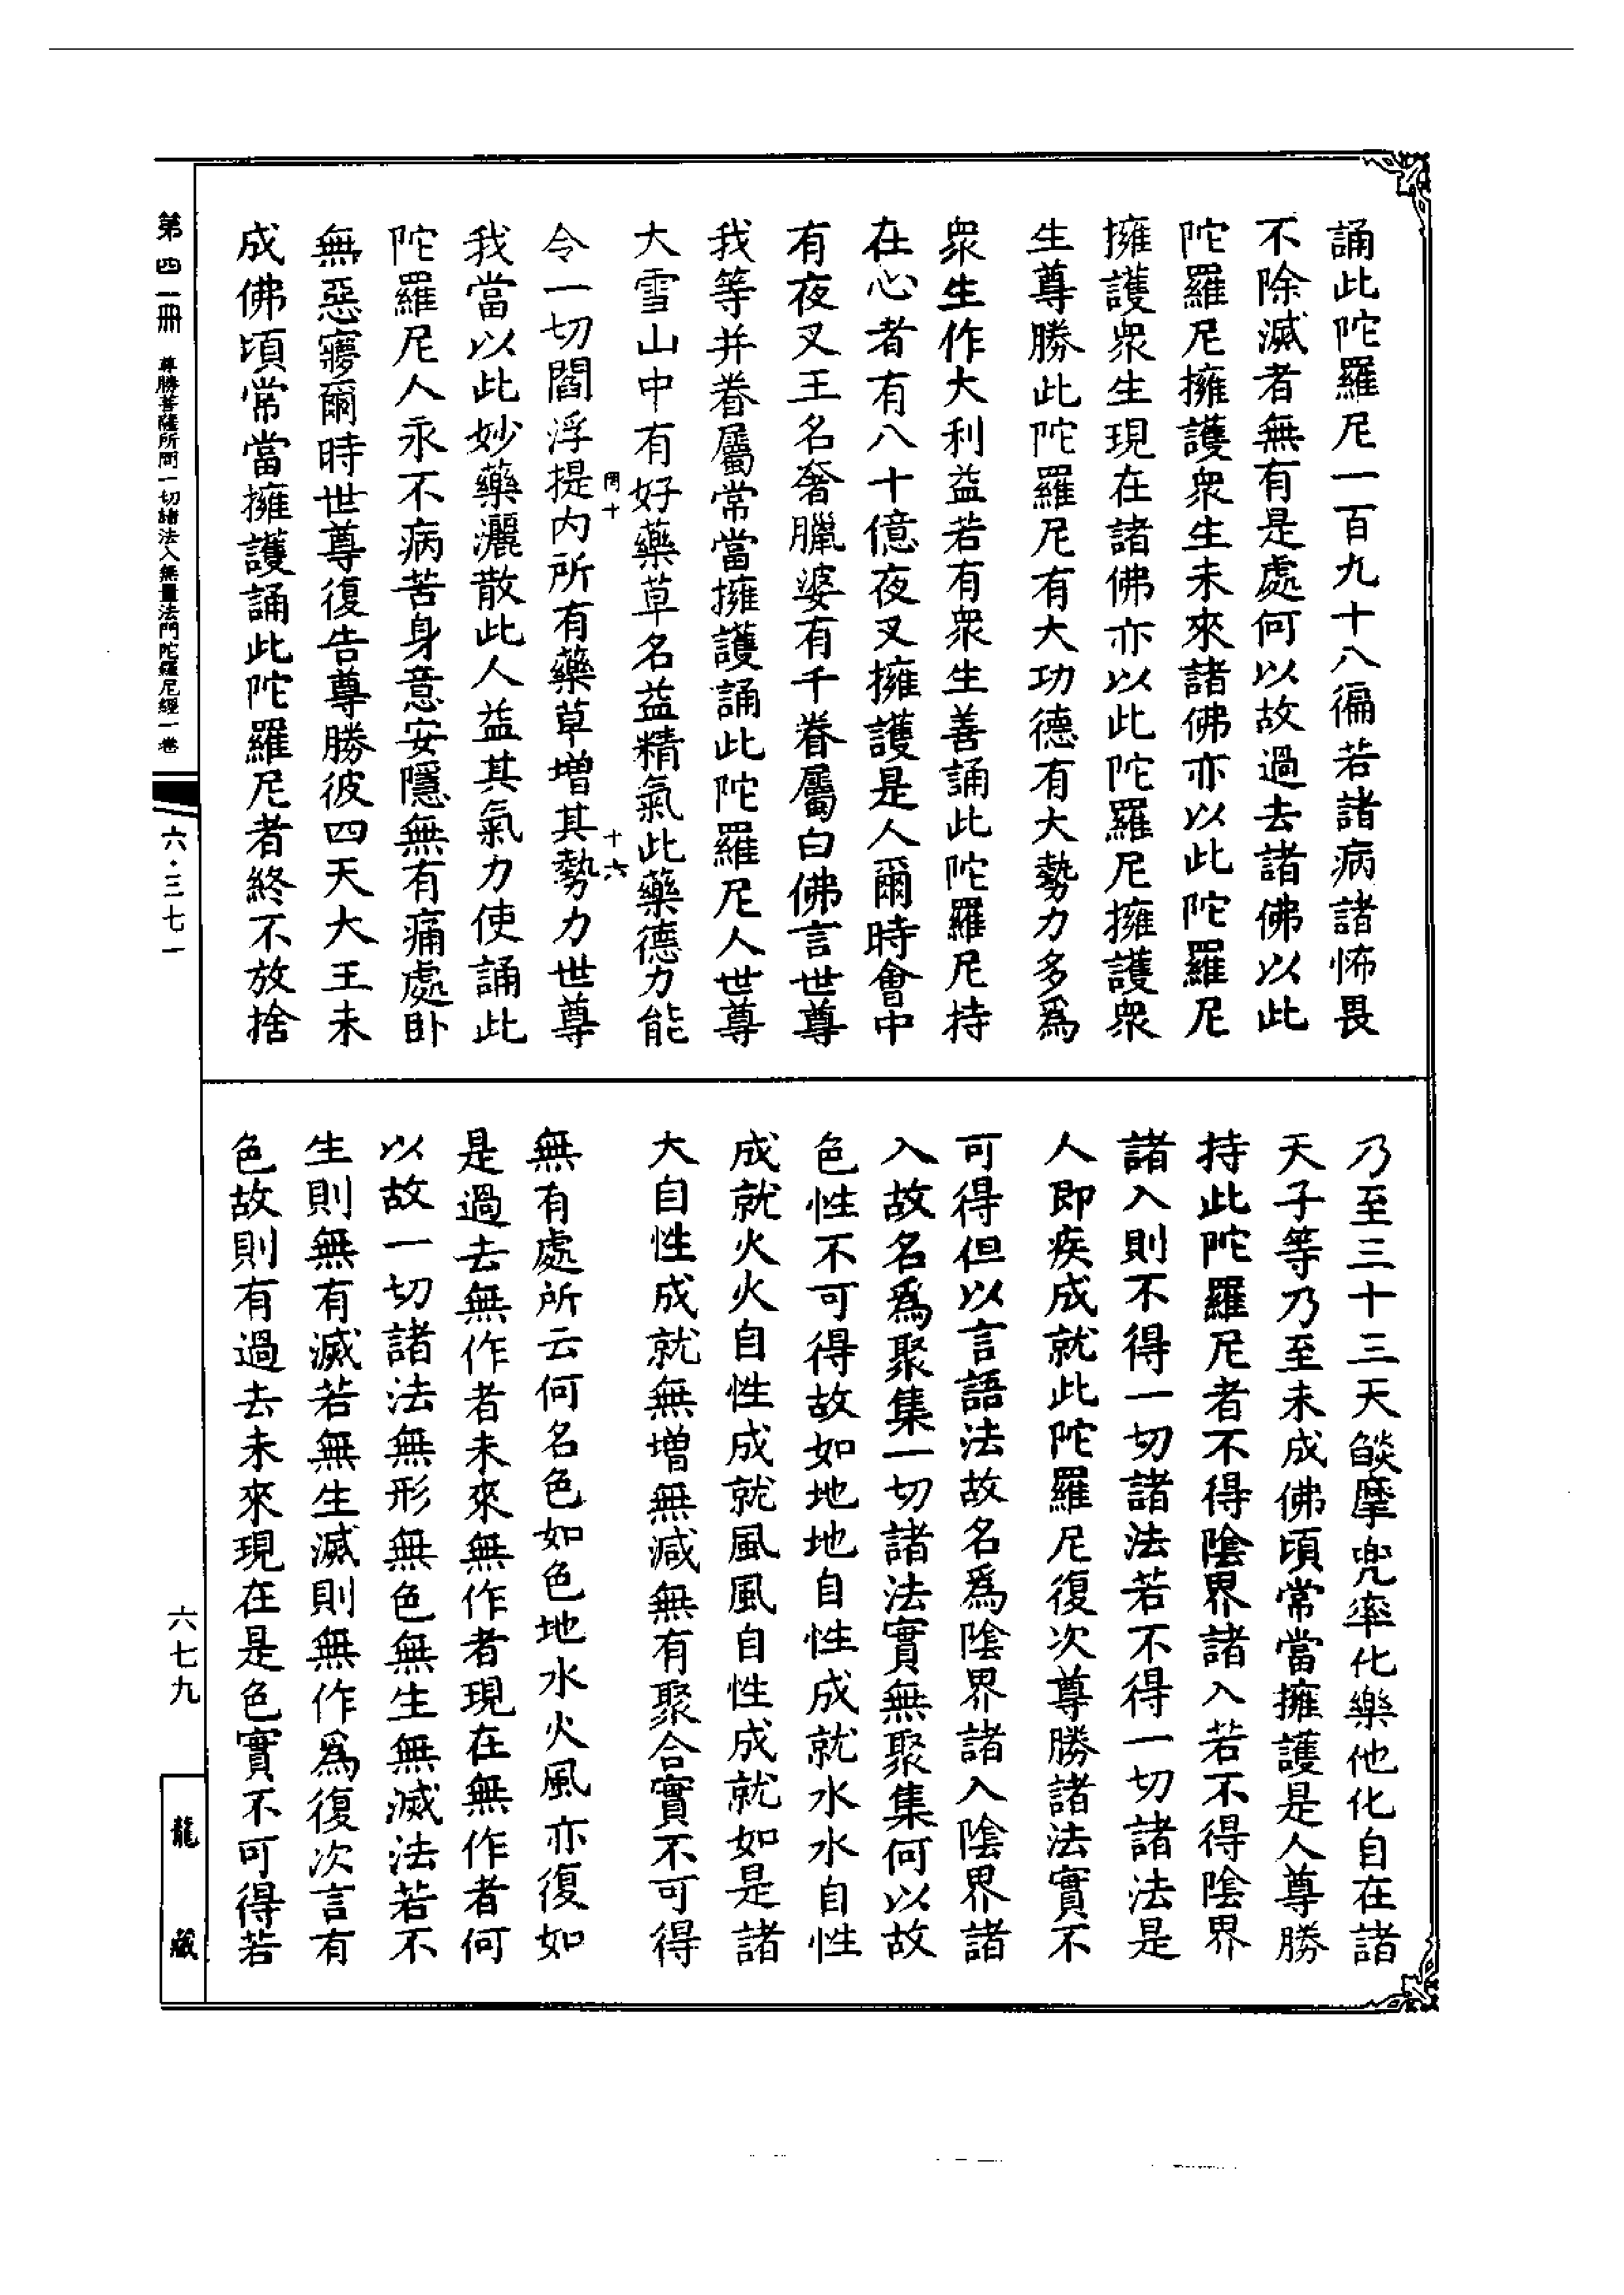 誦此陀羅尼一百九十八徧若諸病諸怖畏
不除滅者無有是處何以故過去諸佛以此
陀羅尼擁護衆生未來諸佛亦以此陀羅尼
擁護衆生現在諸佛亦以此陀羅尼擁護衆
生尊勝此陀羅尼有大功德有大勢力多爲
衆生作大利益若有衆生善誦此陀羅尼持
在心者有八十億夜叉擁護是人爾時會中
有夜叉王名奢臘婆有千眷屬白佛言世尊
我等并眷屬常當擁護誦此陀羅尼人世尊
大雪山中有好藥草名益精氣此藥德力能
十六
令一切閻浮提内所有藥草增其勢力世尊
我當以此妙藥灑散此人益其氣力使誦此
陀羅尼人永不病苦身意安隱無有痛處卧
無惡寱爾時世尊復告尊勝彼四天大王未
成佛頃常當擁護誦此陀羅尼者終不放捨
乃至三十三天燄摩兜率化樂他化自在諸
天子等乃至未成佛頃常當擁護是人尊勝
持此陀羅尼者不得陰界諸入若不得陰界
諸入則不得一切諸法若不得一切諸法是
人即疾成就此陀羅尼復次尊勝諸法實不
可得但以言語法故名爲陰界諸入陰界諸
入故名爲聚集一切諸法實無聚集何以故
色性不可得故如地地自性成就水水自性
成就火火自性成就風風自性成就如是諸
大自性成就無增無減無有聚合實不可得
無有處所云何名色如色地水火風亦復如
是過去無作者未來無作者現在無作者何
以故一切諸法無形無色無生無滅法若不
生則無有滅若無生滅則無作爲復次言有
色故則有過去未來現在是色實不可得若
第四一冊 尊勝菩薩所問一切諸法入無量法門陀羅尼經一卷
六·三七一
六七九
龍藏